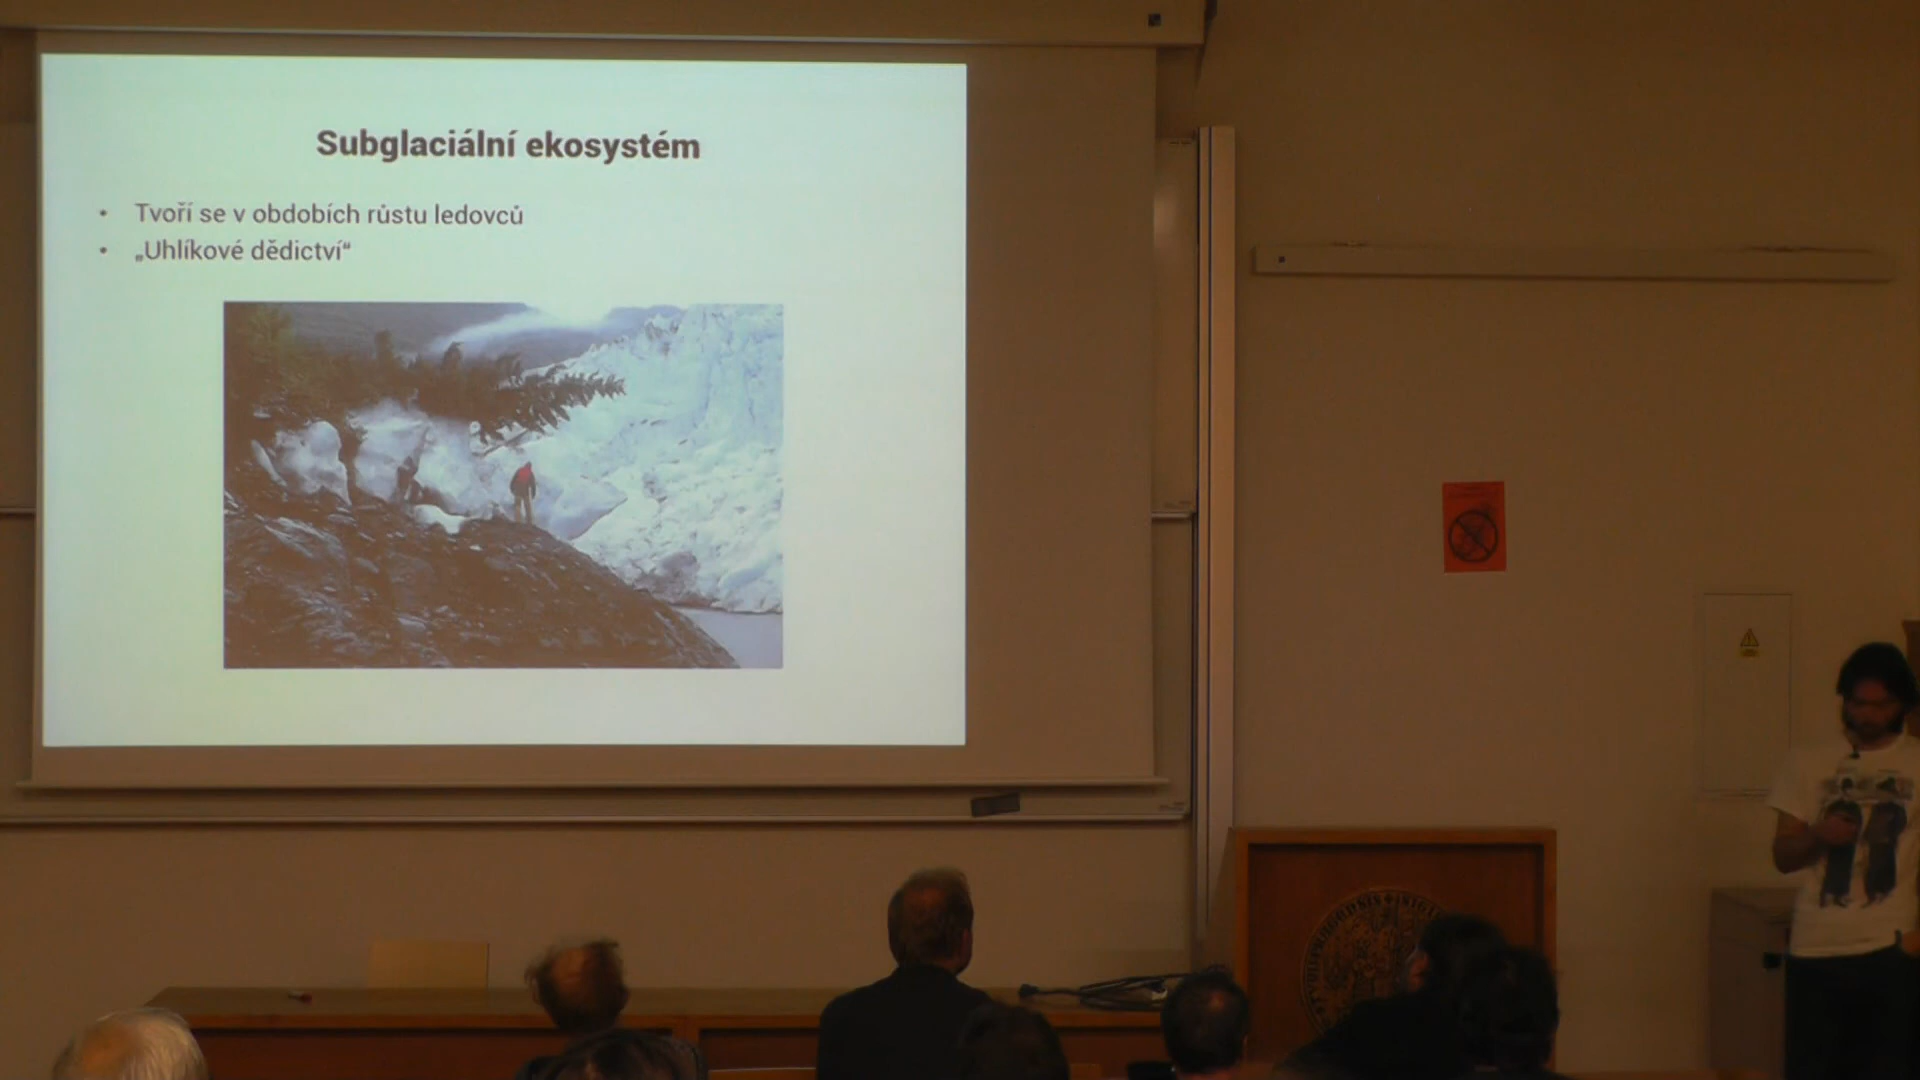 Subglaciální ekosystém
• Tvoří se v obdobích růstu ledovců
• „Uhlíkové dědictví“